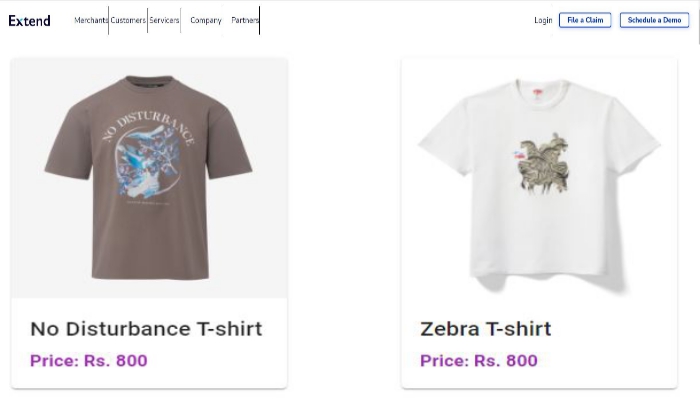 Extend
Merchants Customers Servicers Company Partners
Login File a Claim Schedule a Demo
NO DISTURBANCE
No Disturbance T-shirt
Price: Rs. 800
Zebra T-shirt
Price: Rs. 800